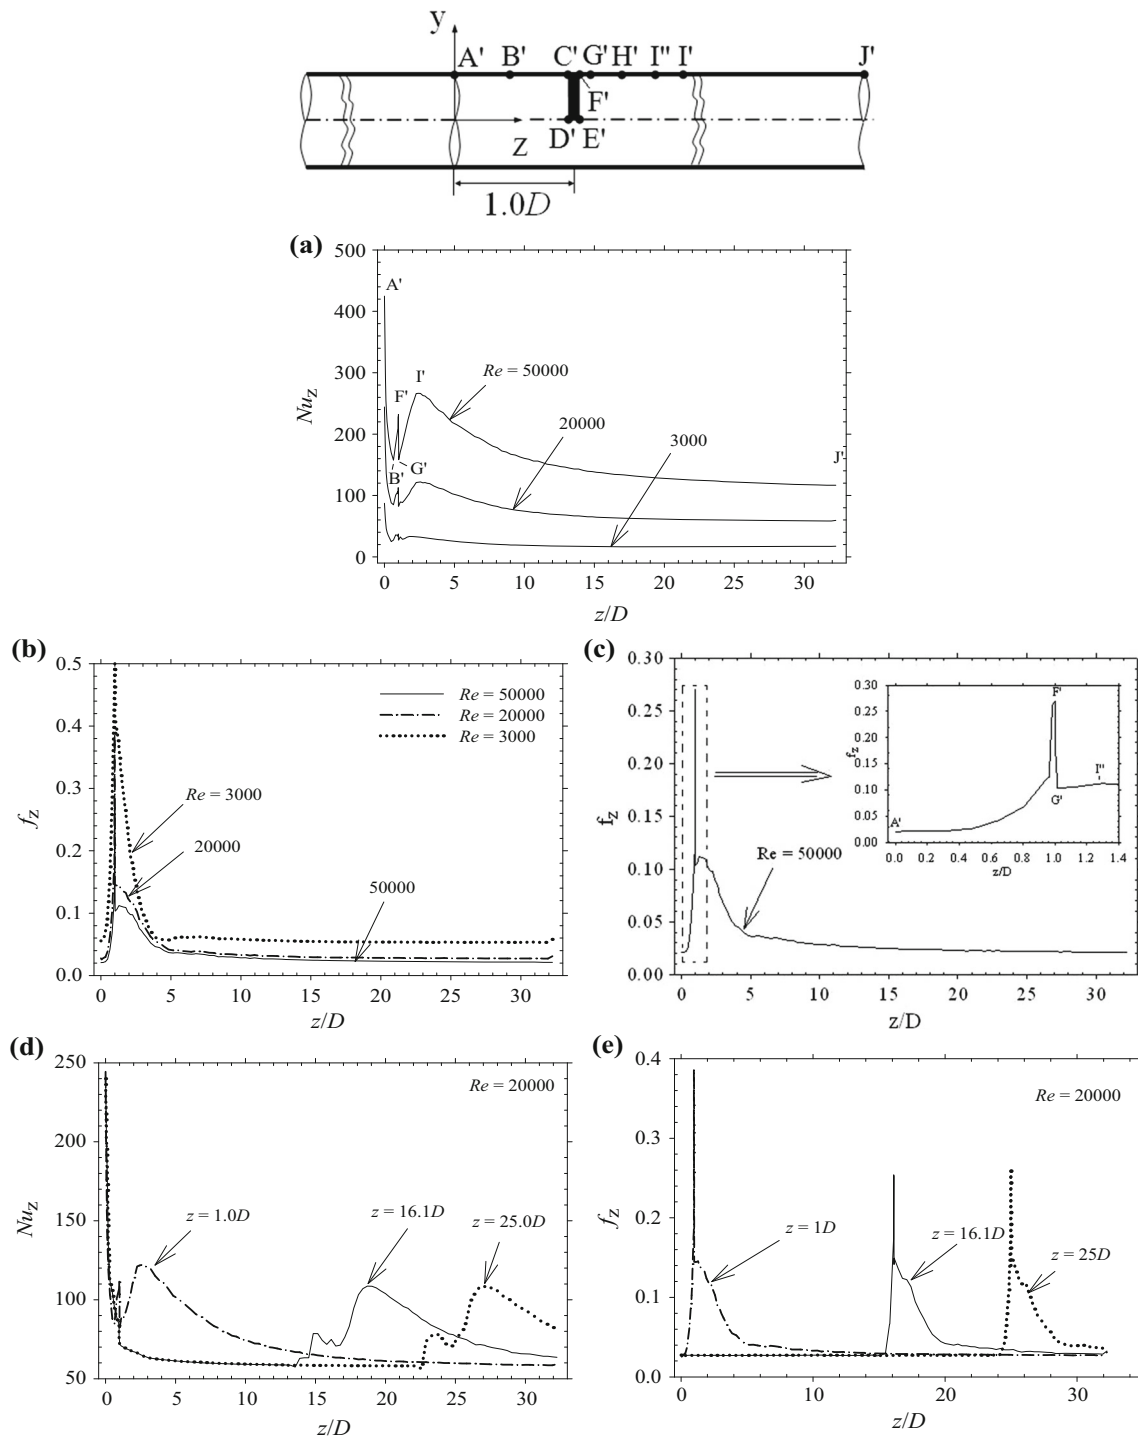 y
A' B' C' G' H' I'' I' J'
F'
D' E'
Z
1.0D
(a)
500
400
300
200
100
0
Nu_z
A'
F'
I'
B'
G'
J'
Re = 50000
20000
3000
0 5 10 15 20 25 30
z/D
(b)
0.5
0.4
0.3
0.2
0.1
0.0
f_z
Re = 50000
Re = 20000
Re = 3000
Re = 3000
20000
50000
0 5 10 15 20 25 30
z/D
(c)
0.30
0.25
0.20
0.15
0.10
0.05
0.00
f_z
Re = 50000
0 5 10 15 20 25 30
z/D
0.30
0.25
0.20
0.15
0.10
0.05
0.00
f_z
F'
I''
G'
A'
0.0 0.2 0.4 0.6 0.8 1.0 1.2 1.4
z/D
(d)
250
200
150
100
50
Nu_z
Re = 20000
z = 1.0D
z = 16.1D
z = 25.0D
0 5 10 15 20 25 30
z/D
(e)
0.4
0.3
0.2
0.1
0.0
f_z
Re = 20000
z = 1D
z = 16.1D
z = 25D
0 10 20 30
z/D